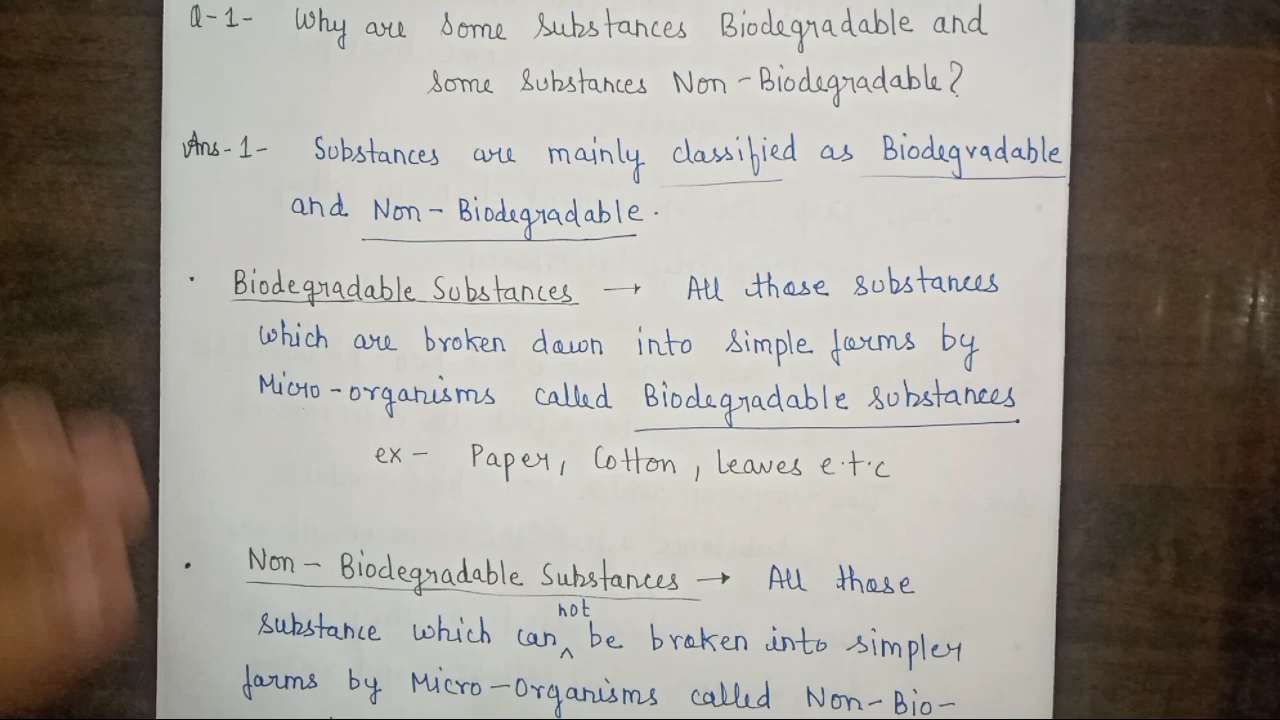 Q-1- Why are some substances Biodegradable and
some substances Non-Biodegradable?
Ans-1- Substances are mainly classified as Biodegradable
and Non-Biodegradable.
• Biodegradable Substances → All those substances
which are broken down into simple forms by
Micro-organisms called Biodegradable substances
ex- Paper, Cotton, leaves e.t.c
• Non-Biodegradable Substances → All those
substance which can not be broken into simpler
forms by Micro-Organisms called Non-Bio-